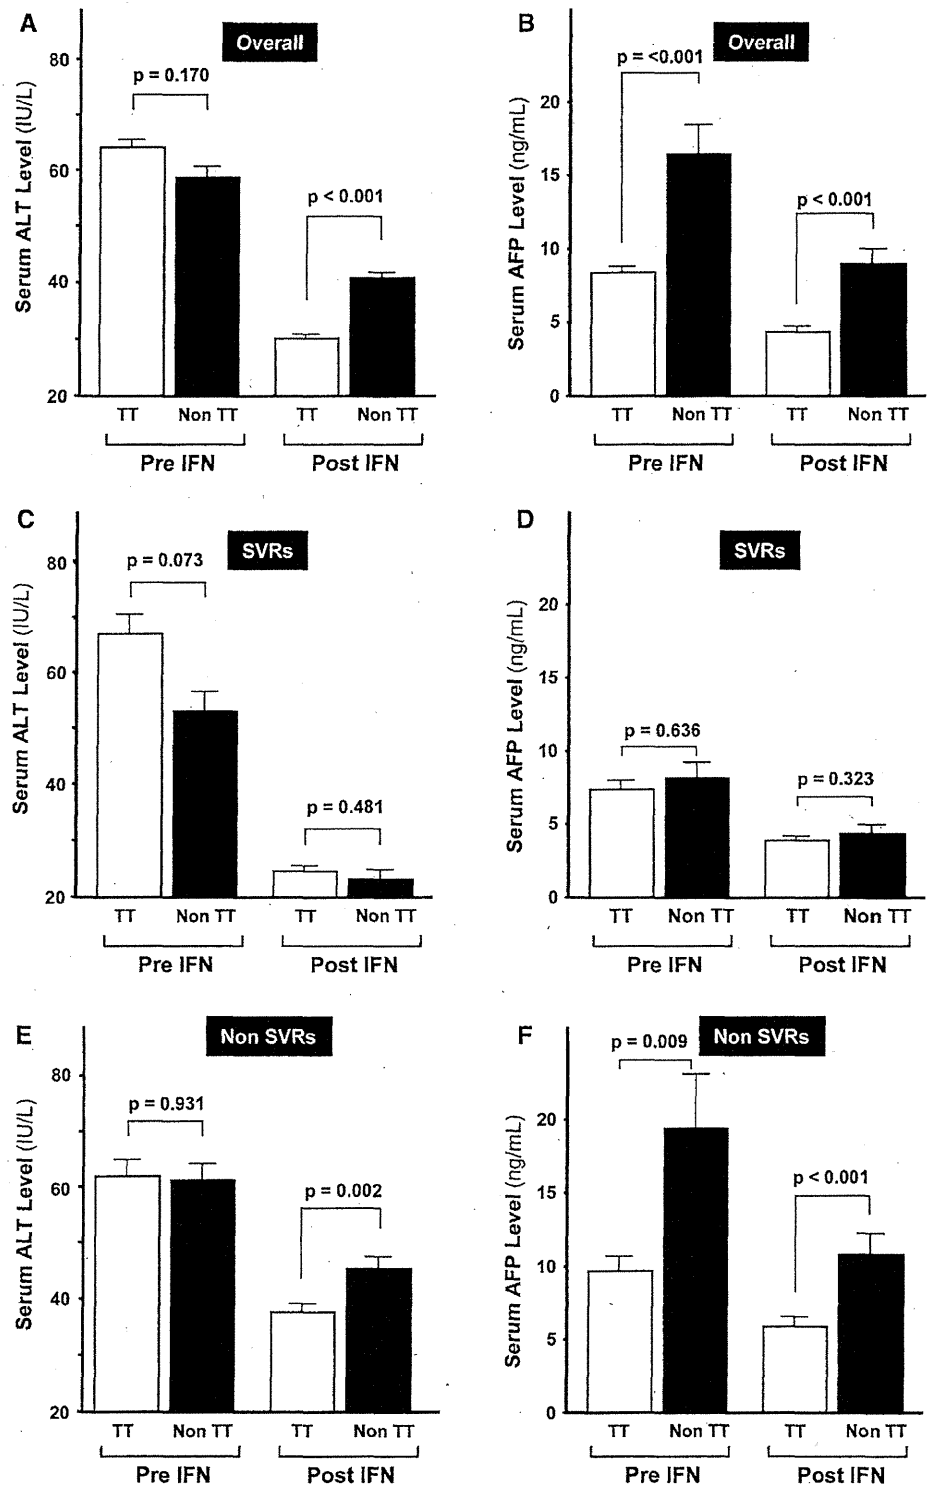 A
Overall
Serum ALT Level (IU/L)
80
60
40
20
p = 0.170
p < 0.001
TT Non TT TT Non TT
Pre IFN Post IFN
B
Overall
Serum AFP Level (ng/mL)
20
15
10
5
0
p = <0.001
p < 0.001
TT Non TT TT Non TT
Pre IFN Post IFN
C
SVRs
Serum ALT Level (IU/L)
80
60
40
20
p = 0.073
p = 0.481
TT Non TT TT Non TT
Pre IFN Post IFN
D
SVRs
Serum AFP Level (ng/mL)
20
15
10
5
0
p = 0.636
p = 0.323
TT Non TT TT Non TT
Pre IFN Post IFN
E
Non SVRs
Serum ALT Level (IU/L)
80
60
40
20
p = 0.931
p = 0.002
TT Non TT TT Non TT
Pre IFN Post IFN
F
Non SVRs
Serum AFP Level (ng/mL)
20
15
10
5
0
p = 0.009
p < 0.001
TT Non TT TT Non TT
Pre IFN Post IFN